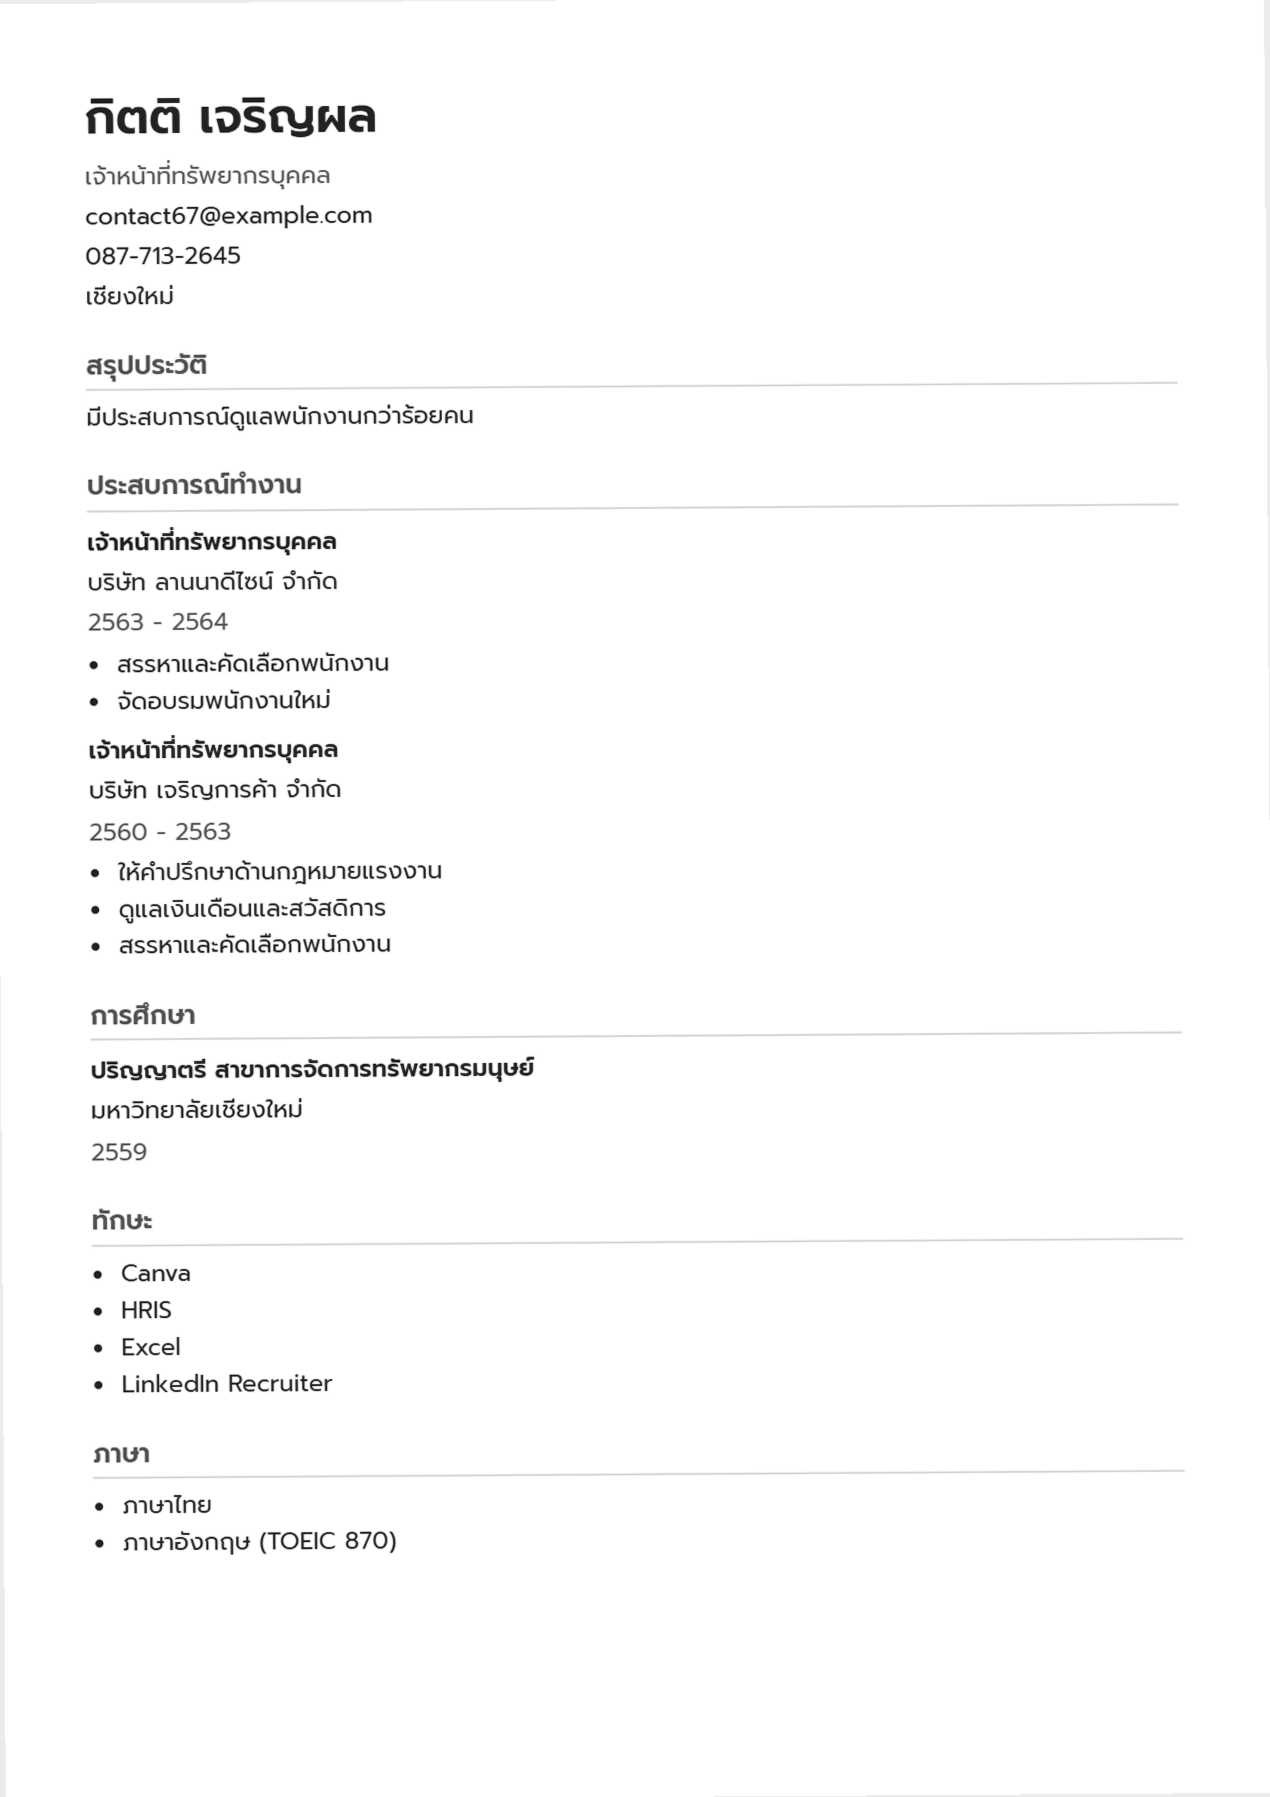 กิตติ เจริญผล
เจ้าหน้าที่ทรัพยากรบุคคล
contact67@example.com
087-713-2645
เชียงใหม่
สรุปประวัติ
มีประสบการณ์ดูแลพนักงานกว่าร้อยคน
ประสบการณ์ทำงาน
เจ้าหน้าที่ทรัพยากรบุคคล
บริษัท ลานนาดีไซน์ จำกัด
2563 - 2564
• สรรหาและคัดเลือกพนักงาน
• จัดอบรมพนักงานใหม่
เจ้าหน้าที่ทรัพยากรบุคคล
บริษัท เจริญการค้า จำกัด
2560 - 2563
• ให้คำปรึกษาด้านกฎหมายแรงงาน
• ดูแลเงินเดือนและสวัสดิการ
• สรรหาและคัดเลือกพนักงาน
การศึกษา
ปริญญาตรี สาขาการจัดการทรัพยากรมนุษย์
มหาวิทยาลัยเชียงใหม่
2559
ทักษะ
• Canva
• HRIS
• Excel
• LinkedIn Recruiter
ภาษา
• ภาษาไทย
• ภาษาอังกฤษ (TOEIC 870)